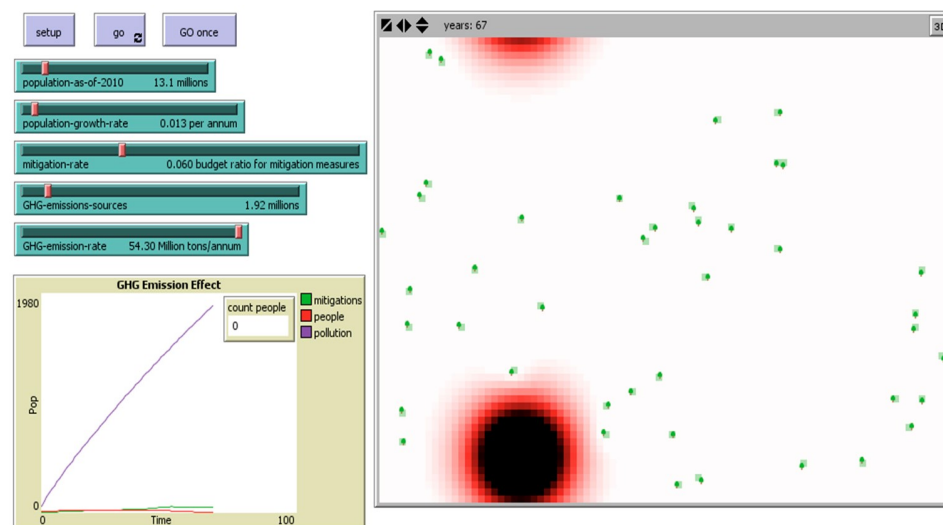 setup
go
GO once
population-as-of-2010 13.1 millions
population-growth-rate 0.013 per annum
mitigation-rate 0.060 budget ratio for mitigation measures
GHG-emissions-sources 1.92 millions
GHG-emission-rate 54.30 Million tons/annum
GHG Emission Effect
1980
Pop
0
0
Time
100
count people
0
mitigations
people
pollution
years: 67
3D